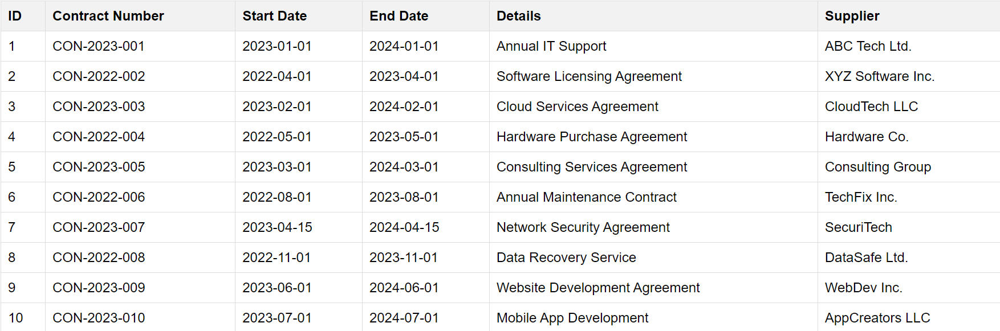 ID Contract Number Start Date End Date Details Supplier
1 CON-2023-001 2023-01-01 2024-01-01 Annual IT Support ABC Tech Ltd.
2 CON-2022-002 2022-04-01 2023-04-01 Software Licensing Agreement XYZ Software Inc.
3 CON-2023-003 2023-02-01 2024-02-01 Cloud Services Agreement CloudTech LLC
4 CON-2022-004 2022-05-01 2023-05-01 Hardware Purchase Agreement Hardware Co.
5 CON-2023-005 2023-03-01 2024-03-01 Consulting Services Agreement Consulting Group
6 CON-2022-006 2022-08-01 2023-08-01 Annual Maintenance Contract TechFix Inc.
7 CON-2023-007 2023-04-15 2024-04-15 Network Security Agreement SecuriTech
8 CON-2022-008 2022-11-01 2023-11-01 Data Recovery Service DataSafe Ltd.
9 CON-2023-009 2023-06-01 2024-06-01 Website Development Agreement WebDev Inc.
10 CON-2023-010 2023-07-01 2024-07-01 Mobile App Development AppCreators LLC